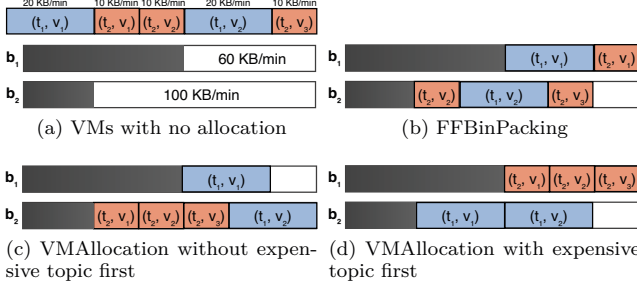 20 KB/min 10 KB/min 10 KB/min 20 KB/min 10 KB/min
(t1, v1) (t2, v1) (t2, v2) (t1, v2) (t2, v3)
b1 60 KB/min
b2 100 KB/min
(a) VMs with no allocation
b1 (t1, v1) (t2, v1)
b2 (t2, v2) (t1, v2) (t2, v3)
(b) FFBinPacking
b1 (t1, v1)
b2 (t2, v1) (t2, v2) (t2, v3) (t1, v2)
(c) VMAllocation without expen-
sive topic first
b1 (t2, v1) (t2, v2) (t2, v3)
b2 (t1, v1) (t1, v2)
(d) VMAllocation with expensive
topic first